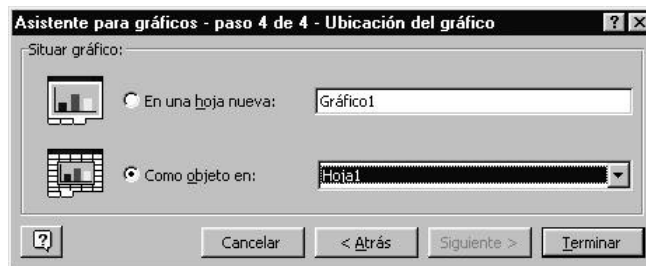 Asistente para gráficos - paso 4 de 4 - Ubicación del gráfico
Situar gráfico:
En una hoja nueva: Gráfico1
Como objeto en: Hoja1
Cancelar < Atrás Siguiente > Terminar